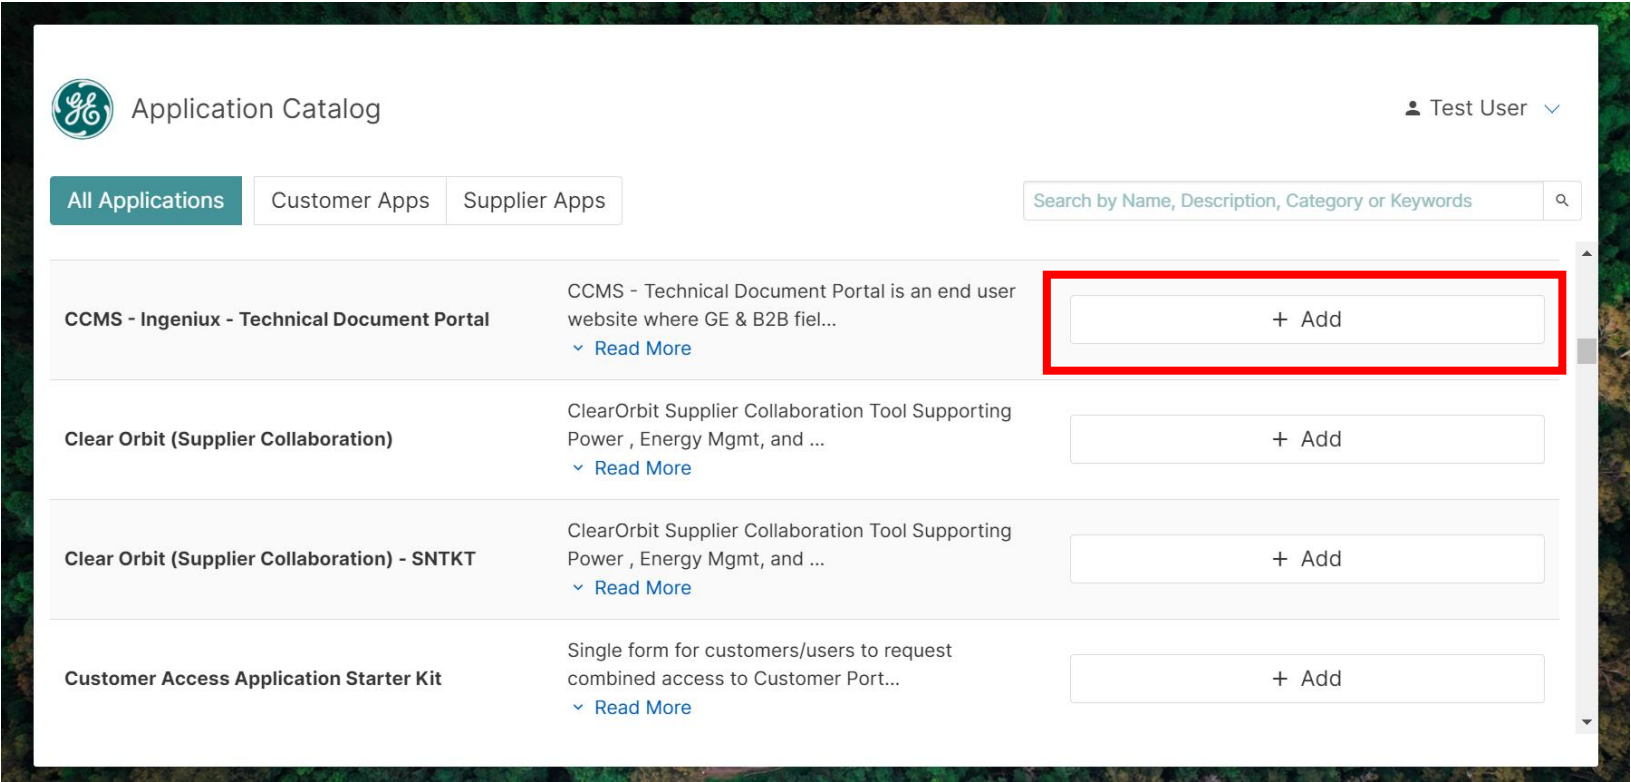 GE
Application Catalog
Test User
All Applications
Customer Apps
Supplier Apps
Search by Name, Description, Category or Keywords
CCMS - Ingeniux - Technical Document Portal
CCMS - Technical Document Portal is an end user
website where GE & B2B fiel...
Read More
+ Add
Clear Orbit (Supplier Collaboration)
ClearOrbit Supplier Collaboration Tool Supporting
Power , Energy Mgmt, and ...
Read More
+ Add
Clear Orbit (Supplier Collaboration) - SNTKT
ClearOrbit Supplier Collaboration Tool Supporting
Power , Energy Mgmt, and ...
Read More
+ Add
Customer Access Application Starter Kit
Single form for customers/users to request
combined access to Customer Port...
Read More
+ Add